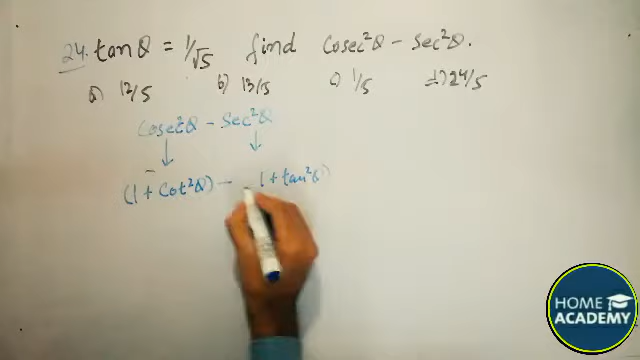 24. tanθ = 1/√5 find Cosec²θ - Sec²θ.
a) 12/5 b) 13/5 c) 1/5 d) 24/5
Cosec²θ - Sec²θ
↓ ↓
(1 + Cot²θ) - 1 + tan²θ)
HOME
ACADEMY